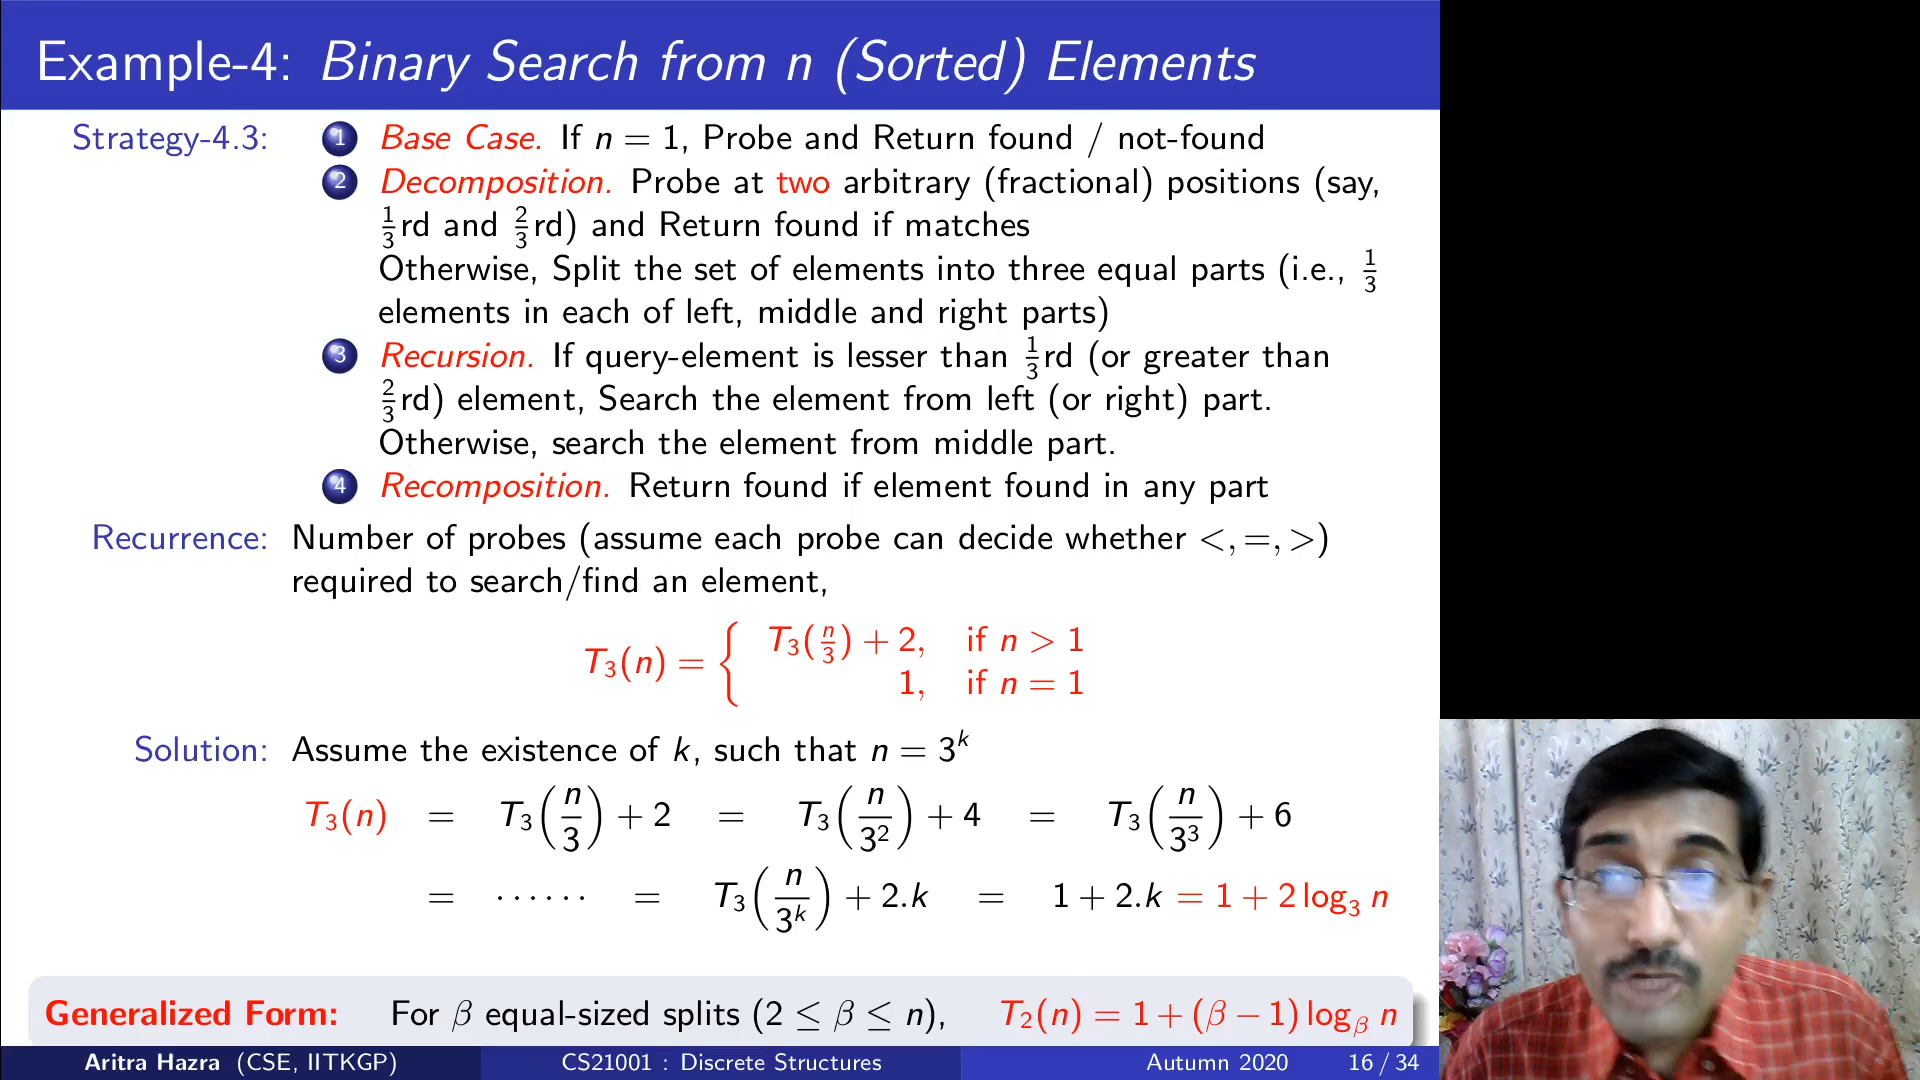 Example-4: Binary Search from n (Sorted) Elements
Strategy-4.3: 1 Base Case. If n = 1, Probe and Return found / not-found
2 Decomposition. Probe at two arbitrary (fractional) positions (say,
1/3rd and 2/3rd) and Return found if matches
Otherwise, Split the set of elements into three equal parts (i.e., 1/3
elements in each of left, middle and right parts)
3 Recursion. If query-element is lesser than 1/3rd (or greater than
2/3rd) element, Search the element from left (or right) part.
Otherwise, search the element from middle part.
4 Recomposition. Return found if element found in any part
Recurrence: Number of probes (assume each probe can decide whether <, =, >)
required to search/find an element,
T₃(n) = { T₃(n/3) + 2, if n > 1
1, if n = 1
Solution: Assume the existence of k, such that n = 3^k
T₃(n) = T₃(n/3) + 2 = T₃(n/3²) + 4 = T₃(n/3³) + 6
= ······ = T₃(n/3^k) + 2.k = 1 + 2.k = 1 + 2 log₃ n
Generalized Form: For β equal-sized splits (2 ≤ β ≤ n), T₂(n) = 1 + (β − 1) log_β n
Aritra Hazra (CSE, IITKGP) CS21001 : Discrete Structures Autumn 2020 16 / 34